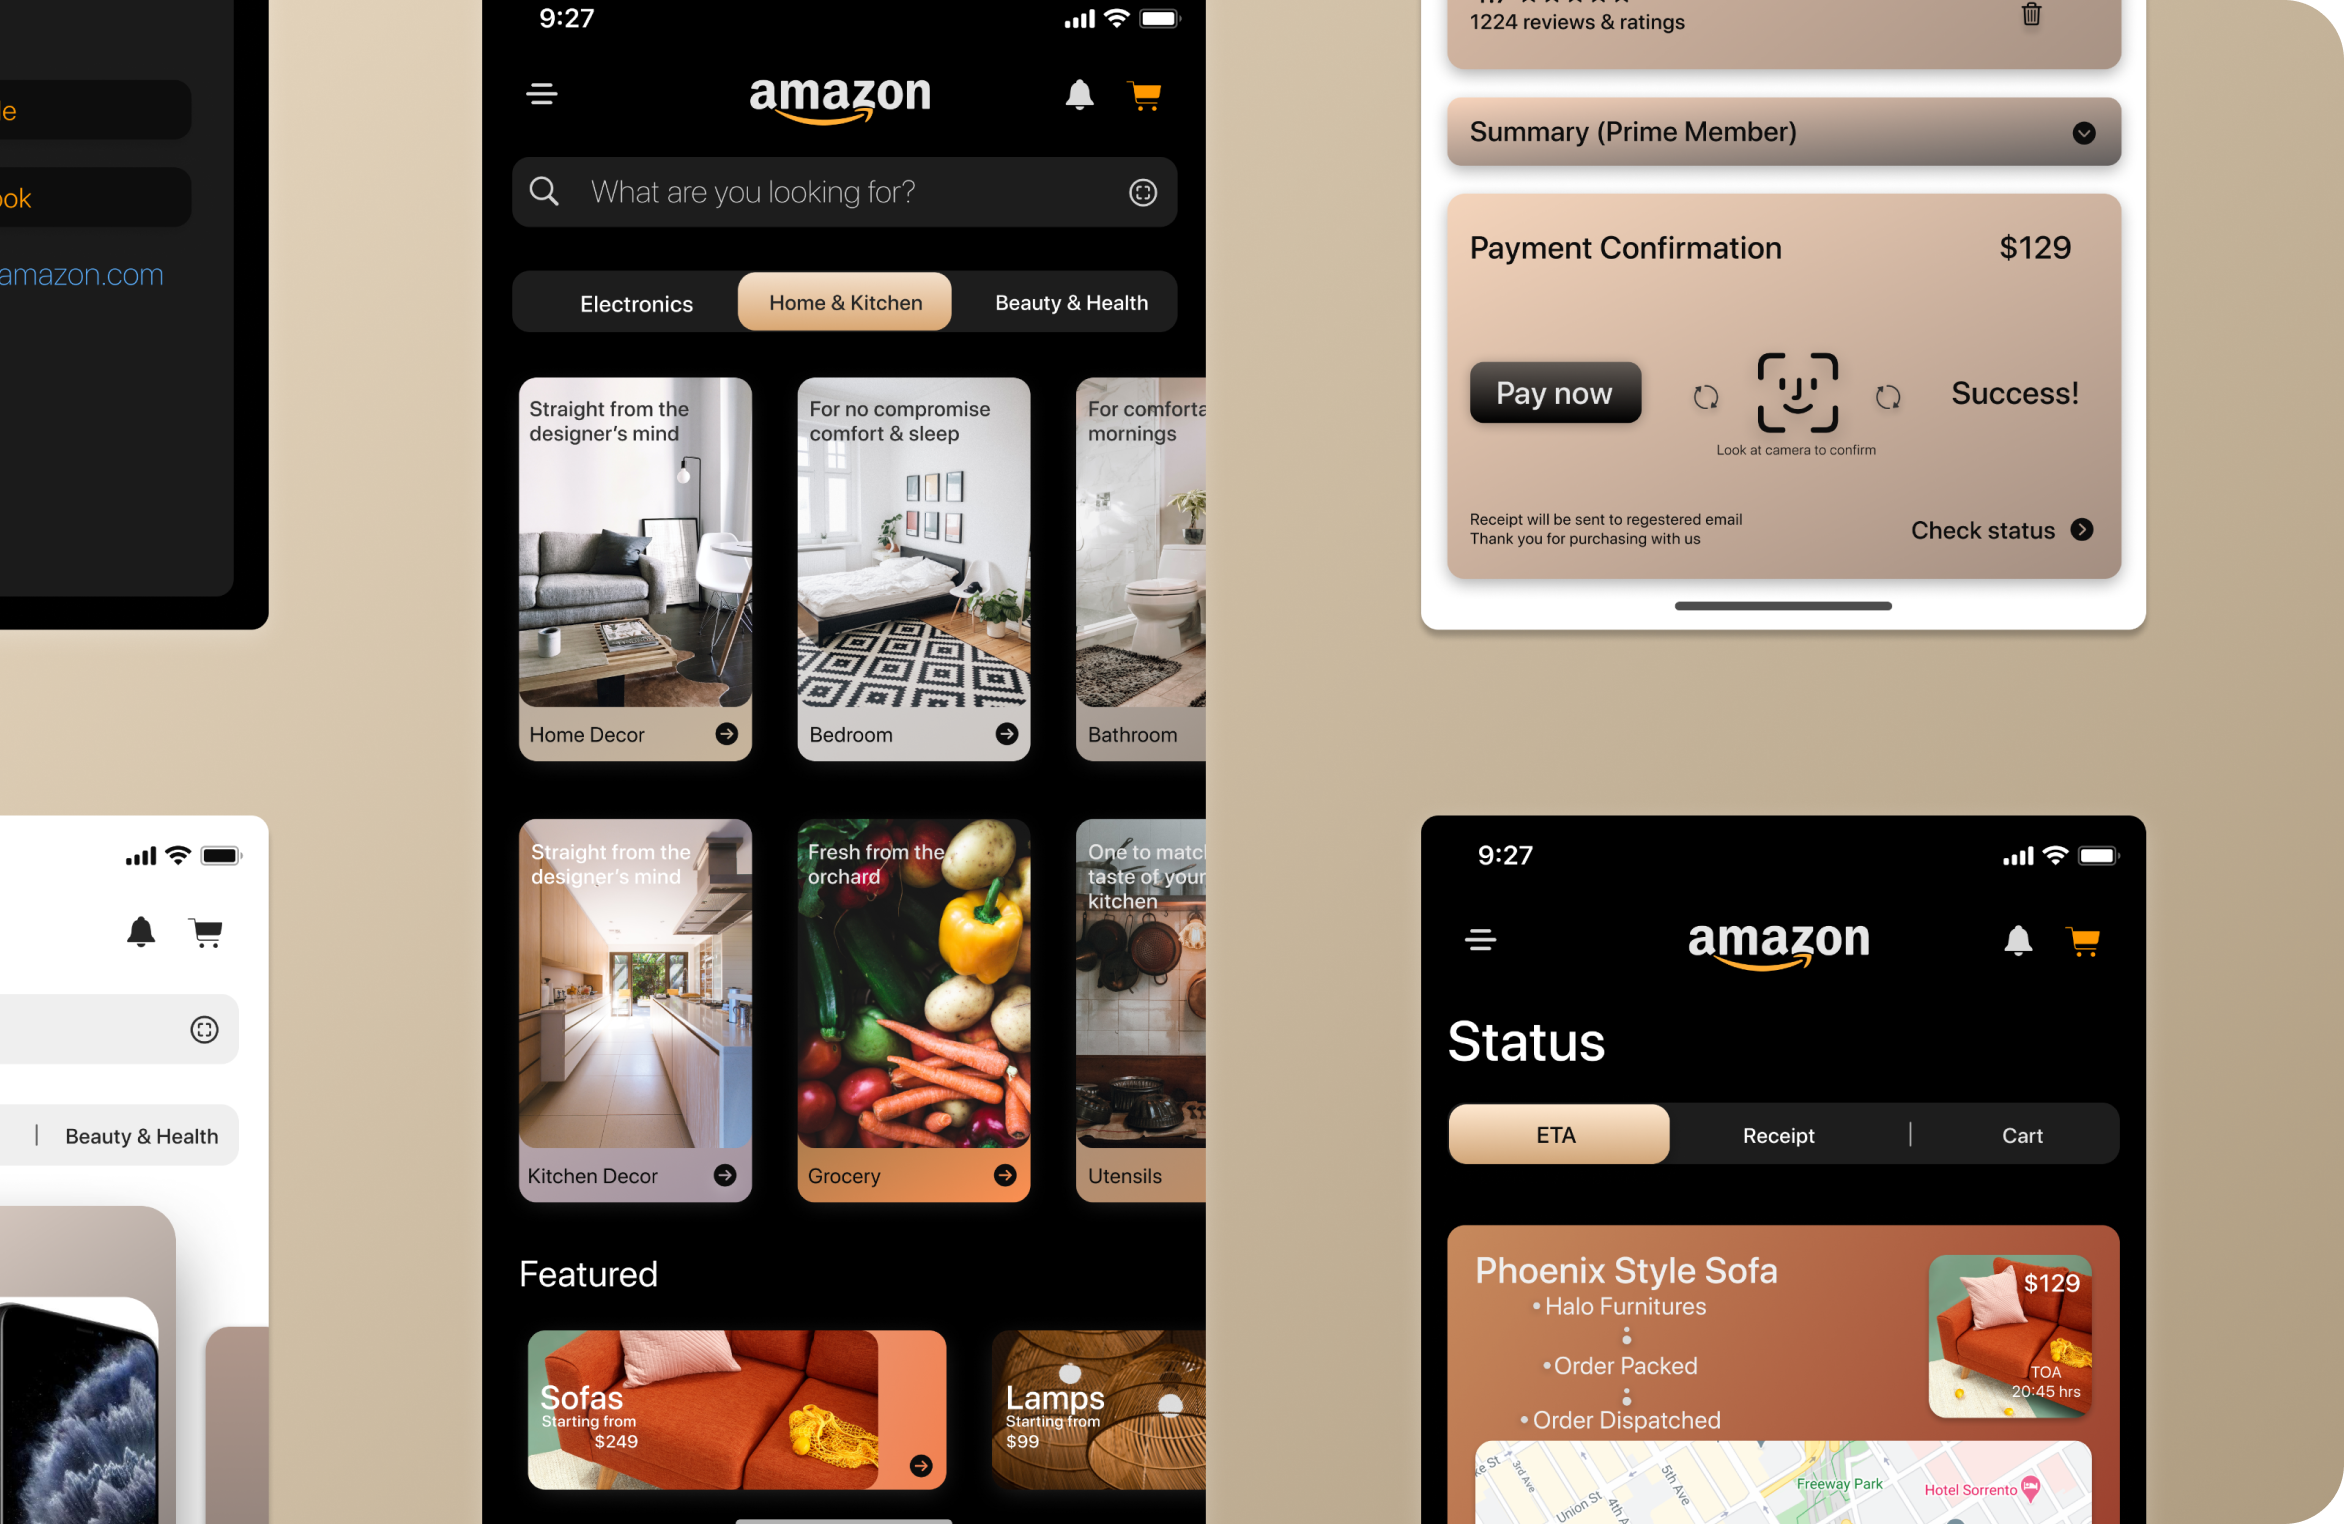 amazon.com
Beauty & Health
9:27
amazon
What are you looking for?
Electronics
Home & Kitchen
Beauty & Health
Straight from the
designer's mind
Home Decor
For no compromise
comfort & sleep
Bedroom
mornings
Bathroom
Straight from the
designer's mind
Kitchen Decor
Fresh from the
orchard
Grocery
One to
taste of your
kitchen
Utensils
Featured
Sofas
Starting from
$249
Lamps
Starting from
$99
1224 reviews & ratings
Summary (Prime Member)
Payment Confirmation
$129
Pay now
Success!
Look at camera to confirm
Receipt will be sent to regestered email
Thank you for purchasing with us
Check status
9:27
amazon
Status
ETA
Receipt
|
Cart
Phoenix Style Sofa
• Halo Furnitures
• Order Packed
• Order Dispatched
$129
TOA
20:45 hrs
3rd Ave
Union St
5th Ave
Freeway Park
Hotel Sorrento